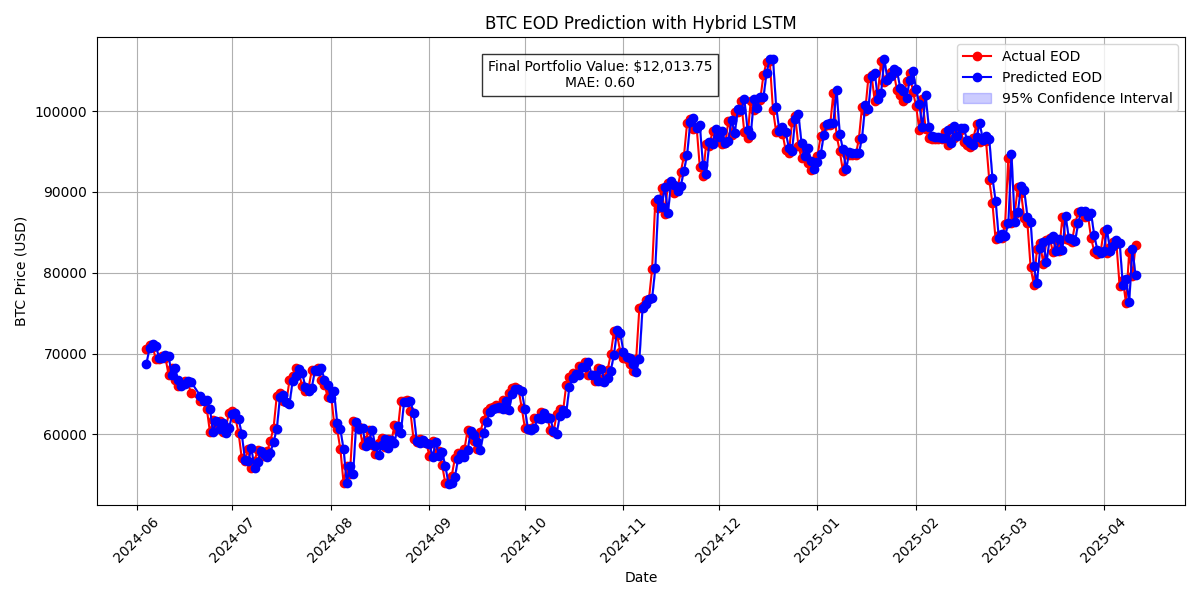 BTC EOD Prediction with Hybrid LSTM
Final Portfolio Value: $12,013.75
MAE: 0.60
Actual EOD
Predicted EOD
95% Confidence Interval
BTC Price (USD)
100000
90000
80000
70000
60000
2024-06
2024-07
2024-08
2024-09
2024-10
2024-11
2024-12
2025-01
2025-02
2025-03
2025-04
Date